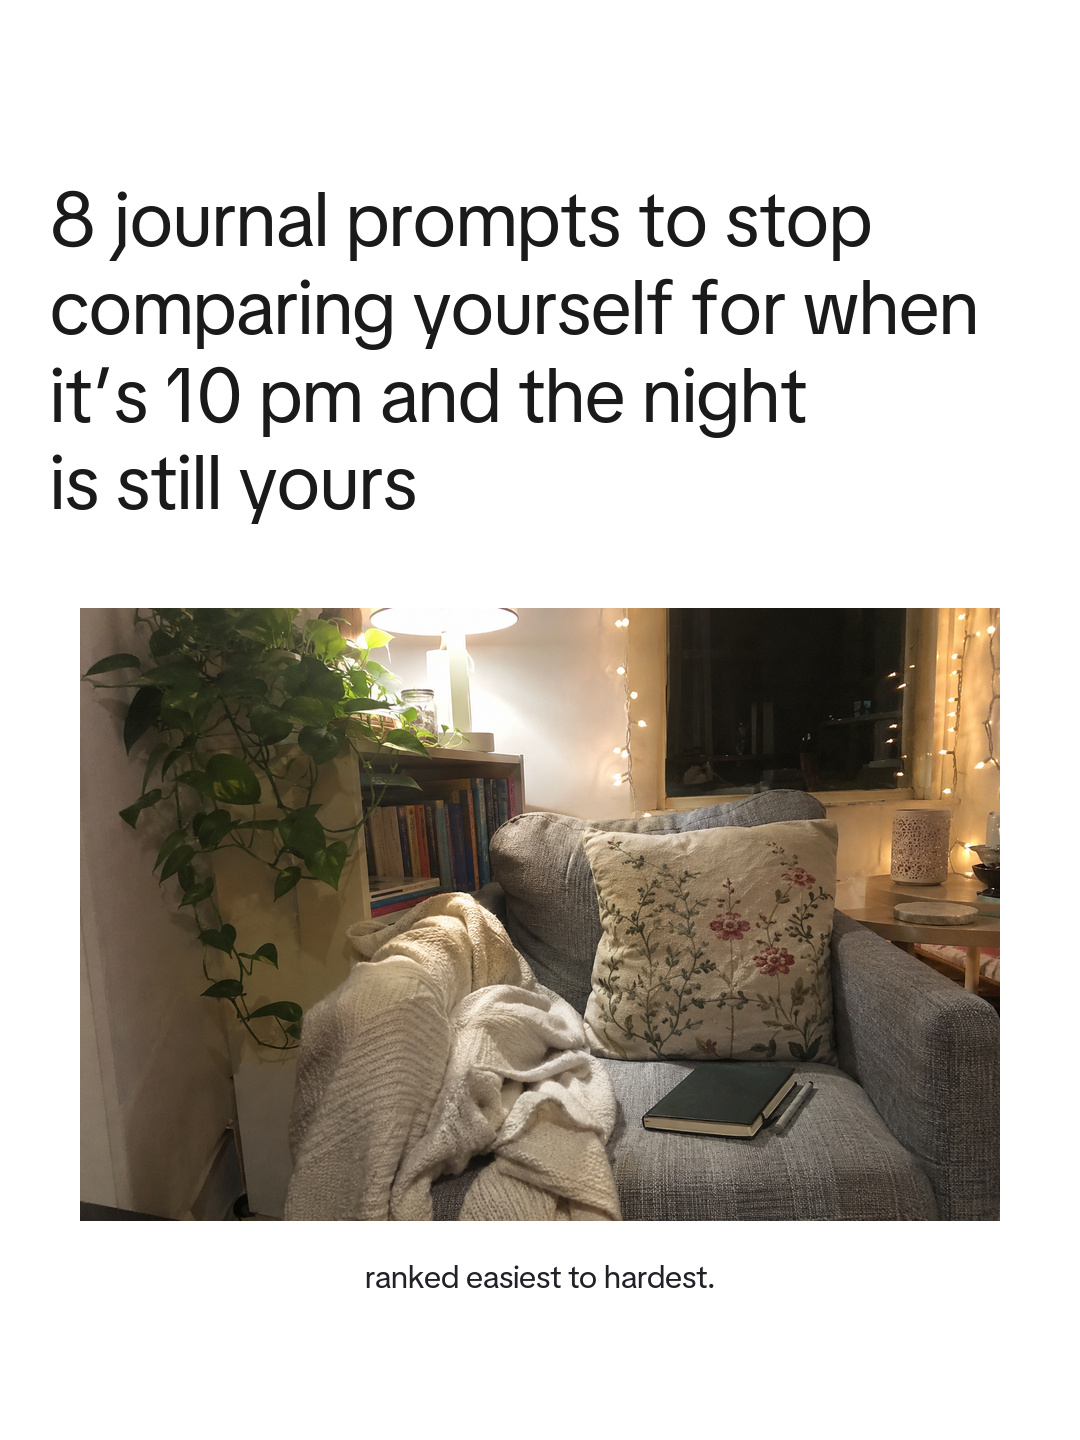 8 journal prompts to stop
comparing yourself for when
it’s 10 pm and the night
is still yours
ranked easiest to hardest.